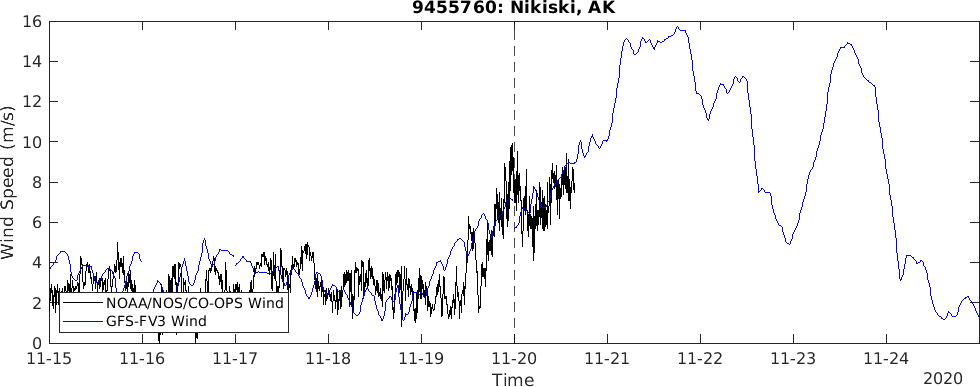 9455760: Nikiski, AK
Wind Speed (m/s)
16
14
12
10
8
6
4
2
0
NOAA/NOS/CO-OPS Wind
GFS-FV3 Wind
11-15 11-16 11-17 11-18 11-19 11-20 11-21 11-22 11-23 11-24
Time
2020